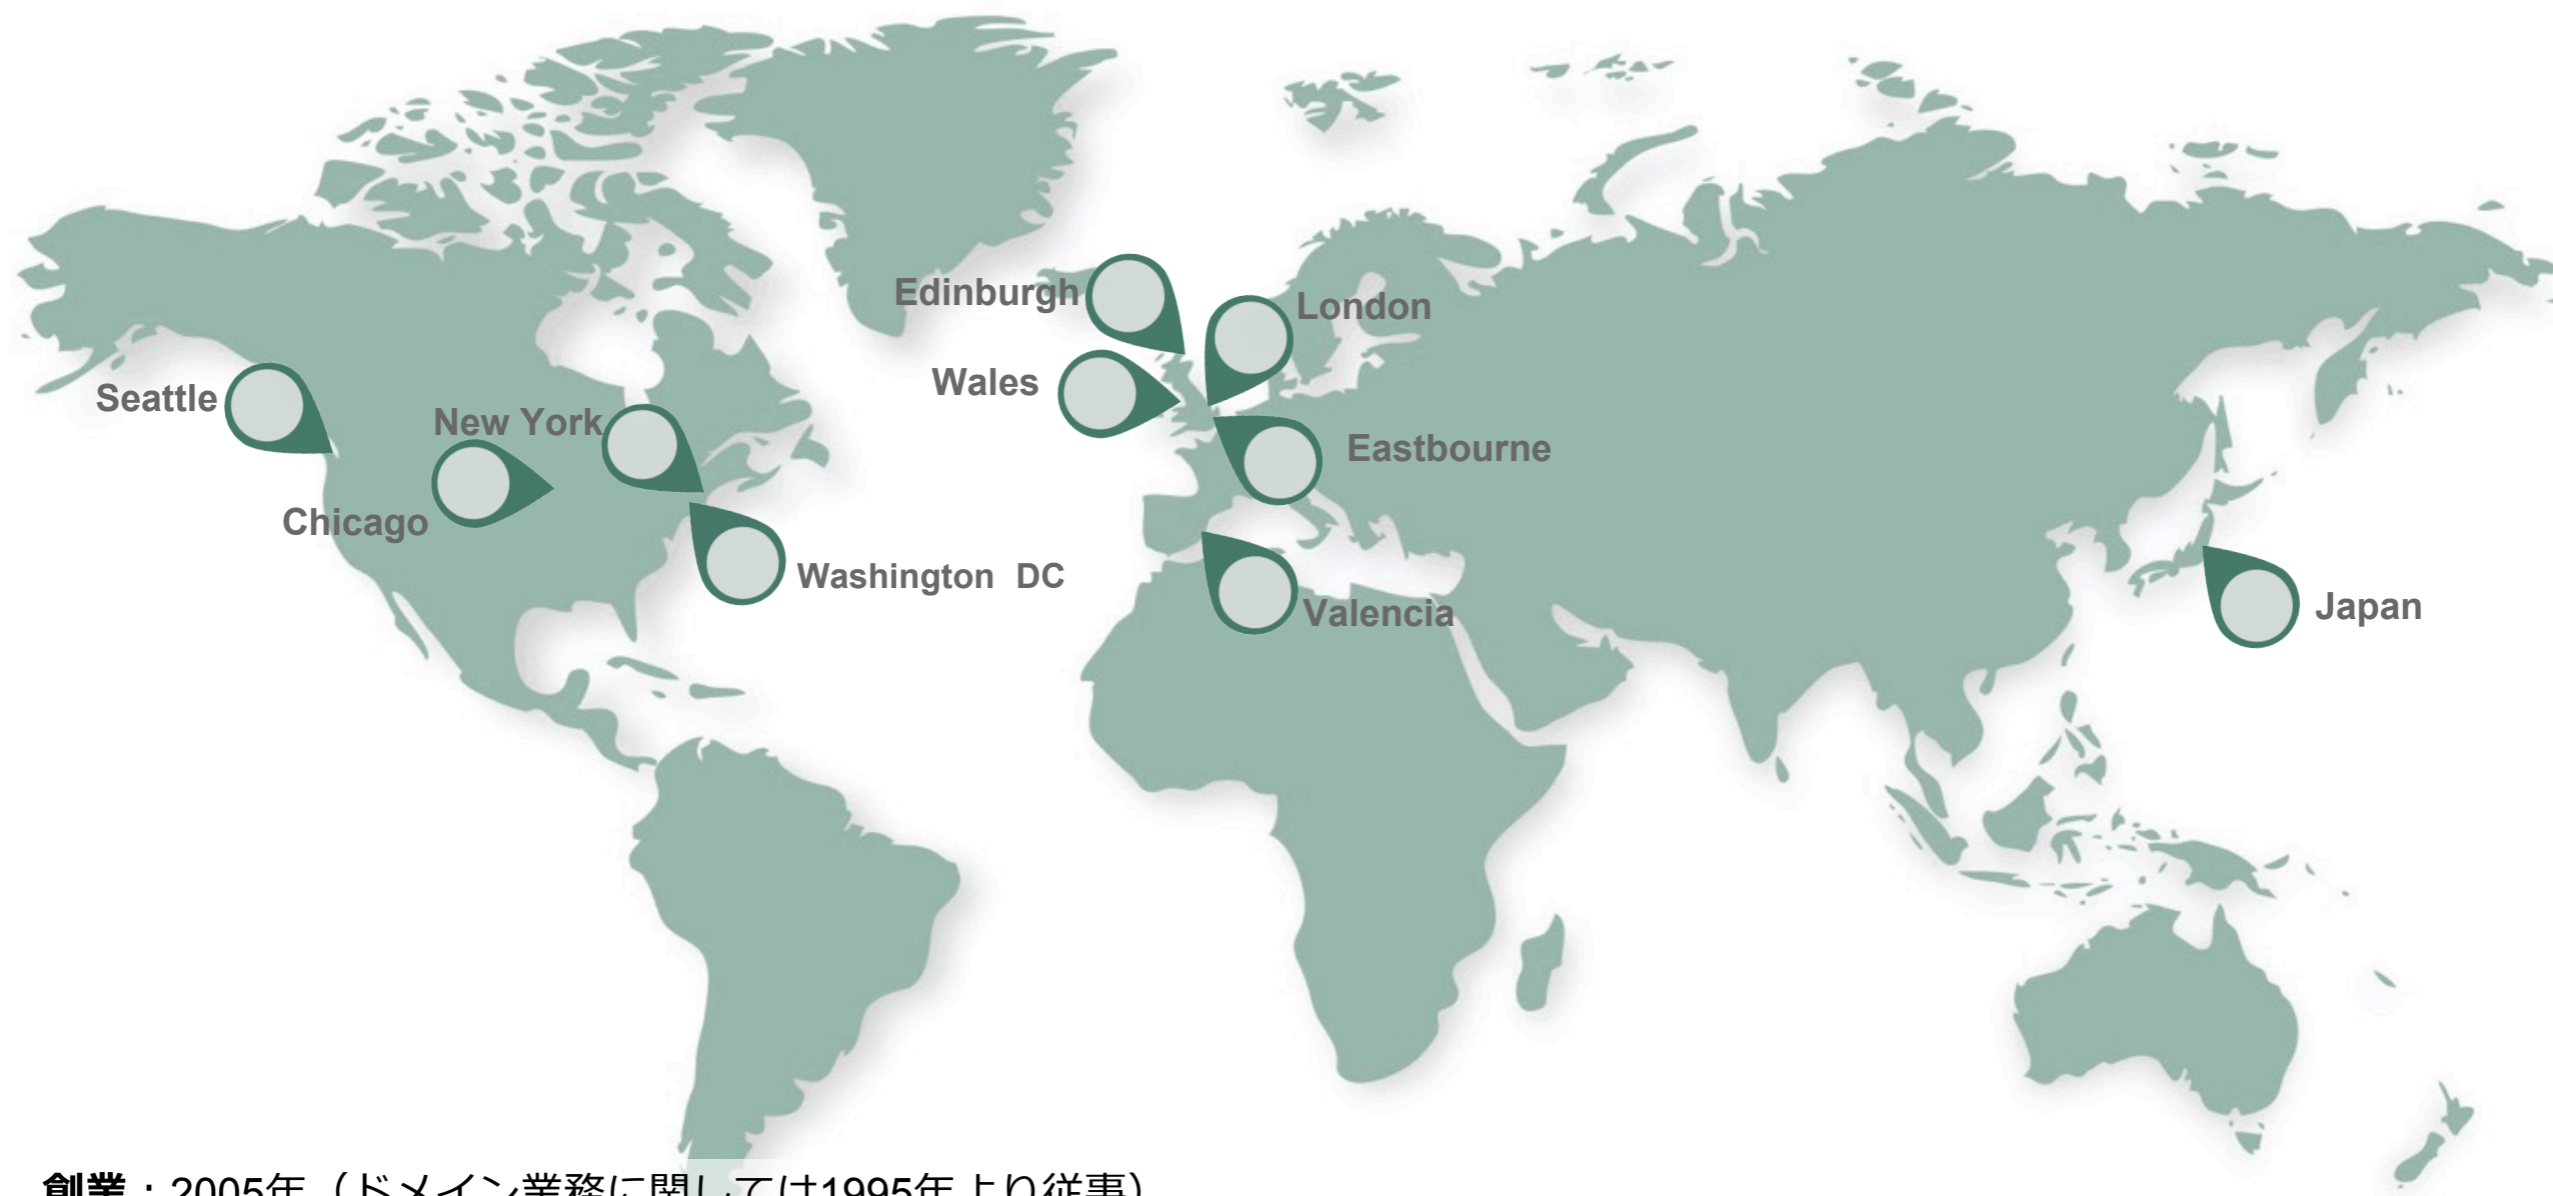 Edinburgh
London
Wales
Seattle
New York
Eastbourne
Chicago
Washington DC
Valencia
Japan
創業：2005年（ドメイン業務に関しては1995年より従事）